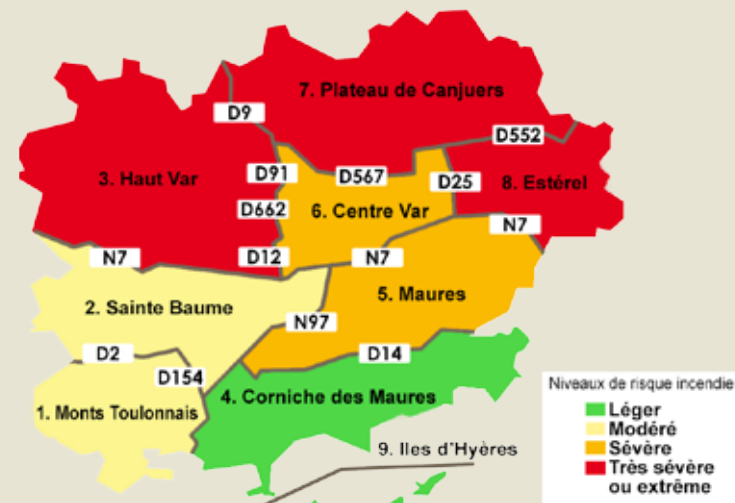 7. Plateau de Canjuers
D9
D552
3. Haut Var
D91
D567
D25
8. Estérel
D662
6. Centre Var
N7
N7
D12
N7
5. Maures
2. Sainte Baume
N97
D2
D14
D154
4. Corniche des Maures
1. Monts Toulonnais
9. Iles d'Hyères
Niveaux de risque incendie
Léger
Modéré
Sévère
Très sévère
ou extrême